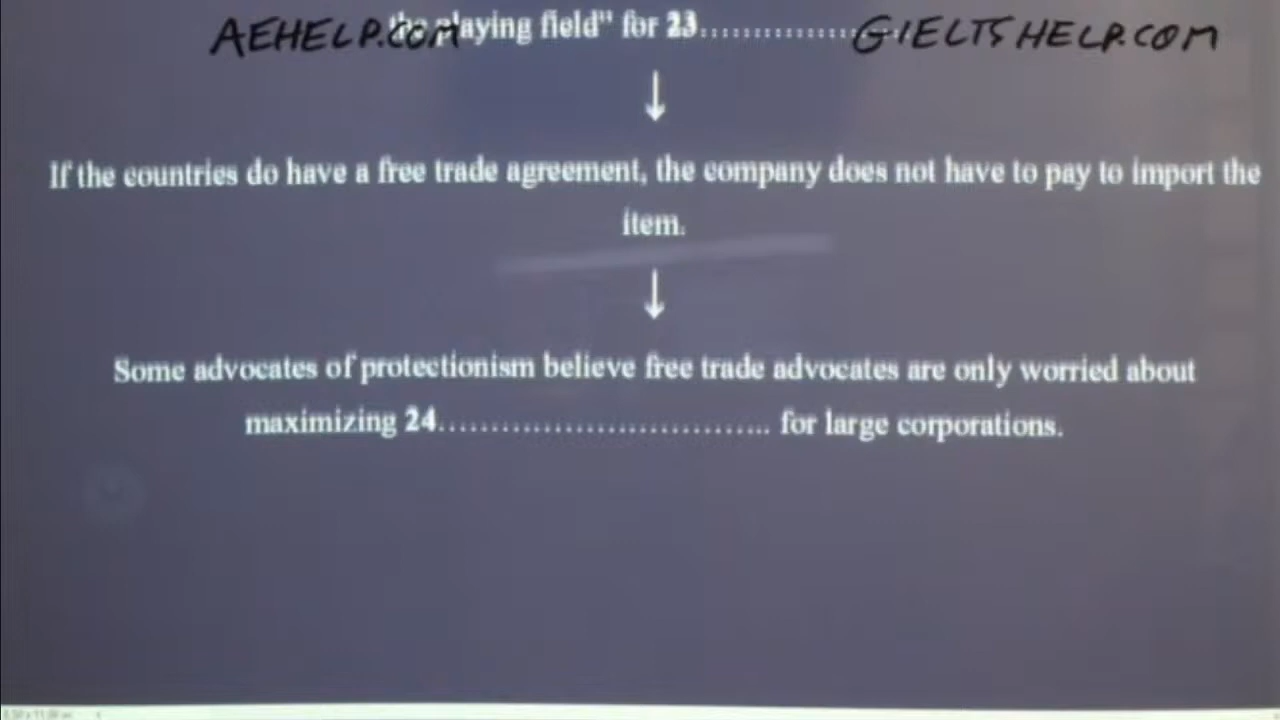 AEHELP.COM playing field" for 23.................... GIELTSHELP.COM
↓
If the countries do have a free trade agreement, the company does not have to pay to import the
item.
↓
Some advocates of protectionism believe free trade advocates are only worried about
maximizing 24................................ for large corporations.